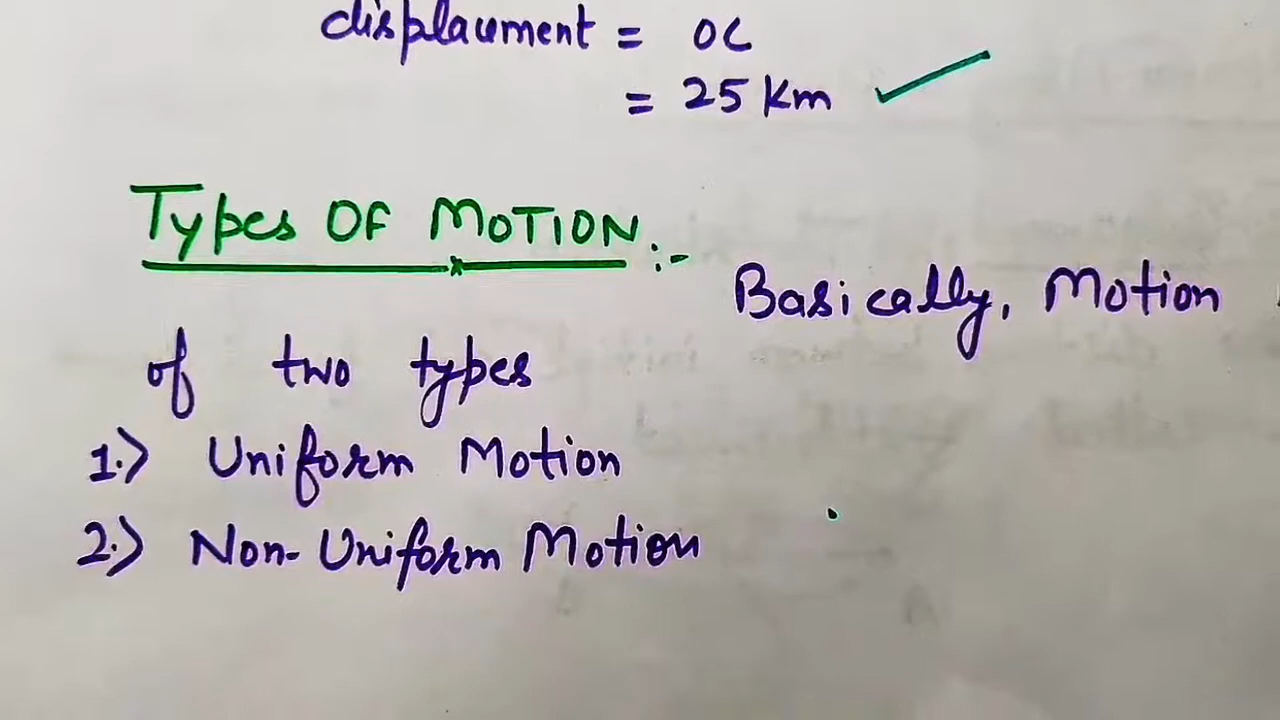 displacement = OC
= 25 Km
Types OF MOTION :-
Basically, Motion
of two types
1.) Uniform Motion
2.) Non-Uniform Motion